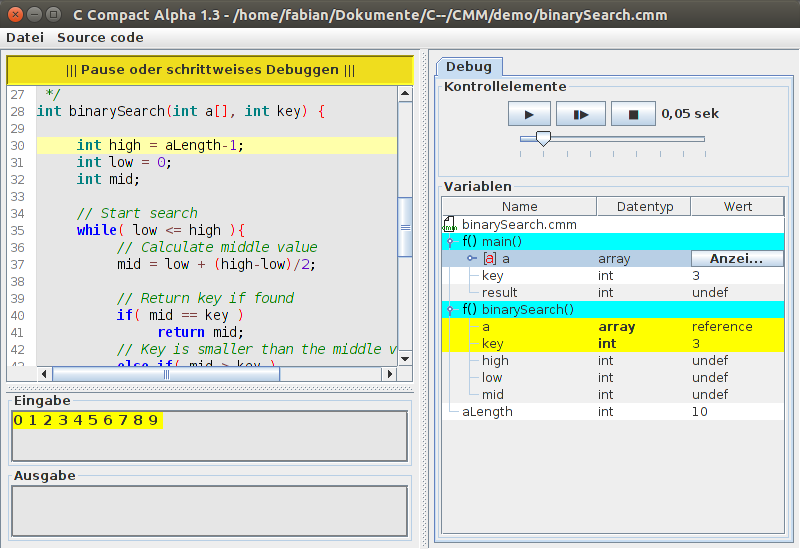 C Compact Alpha 1.3 - /home/fabian/Dokumente/C--/CMM/demo/binarySearch.cmm
Datei Source code
||| Pause oder schrittweises Debuggen |||
27 */
28 int binarySearch(int a[], int key) {
29
30 int high = aLength-1;
31 int low = 0;
32 int mid;
33
34 // Start search
35 while( low <= high ){
36 // Calculate middle value
37 mid = low + (high-low)/2;
38
39 // Return key if found
40 if( mid == key )
41 return mid;
42 // Key is smaller than the middle v
Eingabe
0 1 2 3 4 5 6 7 8 9
Ausgabe
Debug
Kontrollelemente
0,05 sek
Variablen
Name Datentyp Wert
binarySearch.cmm
f() main()
[a] a array Anzei...
key int 3
result int undef
f() binarySearch()
a array reference
key int 3
high int undef
low int undef
mid int undef
aLength int 10